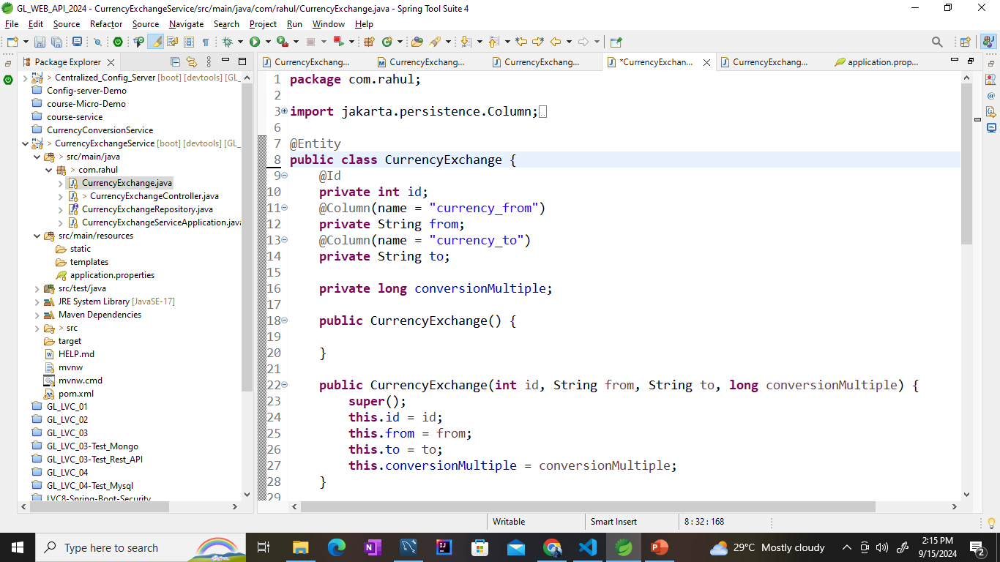 GL_WEB_API_2024 - CurrencyExchangeService/src/main/java/com/rahul/CurrencyExchange.java - Spring Tool Suite 4
File Edit Source Refactor Source Navigate Search Project Run Window Help
Package Explorer
CurrencyExchang...
CurrencyExchang...
CurrencyExchang...
*CurrencyExchan...
CurrencyExchang...
application.prop...
> Centralized_Config_Server [boot] [devtools] [GL_
Config-server-Demo
course-Micro-Demo
course-service
CurrencyConversionService
> CurrencyExchangeService [boot] [devtools] [GL_
> src/main/java
> com.rahul
CurrencyExchange.java
> CurrencyExchangeController.java
CurrencyExchangeRepository.java
CurrencyExchangeServiceApplication.java
src/main/resources
static
templates
application.properties
src/test/java
JRE System Library [JavaSE-17]
Maven Dependencies
> src
target
HELP.md
mvnw
mvnw.cmd
pom.xml
GL_LVC_01
GL_LVC_02
GL_LVC_03
GL_LVC_03-Test_Mongo
GL_LVC_03-Test_Rest_API
GL_LVC_04
GL_LVC_04-Test_Mysql
LVC8-Spring-Boot-Security
1 package com.rahul;
2
3 import jakarta.persistence.Column;
6
7 @Entity
8 public class CurrencyExchange {
9 @Id
10 private int id;
11 @Column(name = "currency_from")
12 private String from;
13 @Column(name = "currency_to")
14 private String to;
15
16 private long conversionMultiple;
17
18 public CurrencyExchange() {
19
20 }
21
22 public CurrencyExchange(int id, String from, String to, long conversionMultiple) {
23 super();
24 this.id = id;
25 this.from = from;
26 this.to = to;
27 this.conversionMultiple = conversionMultiple;
28 }
29
Writable
Smart Insert
8 : 32 : 168
Type here to search
29°C Mostly cloudy
2:15 PM
9/15/2024
2